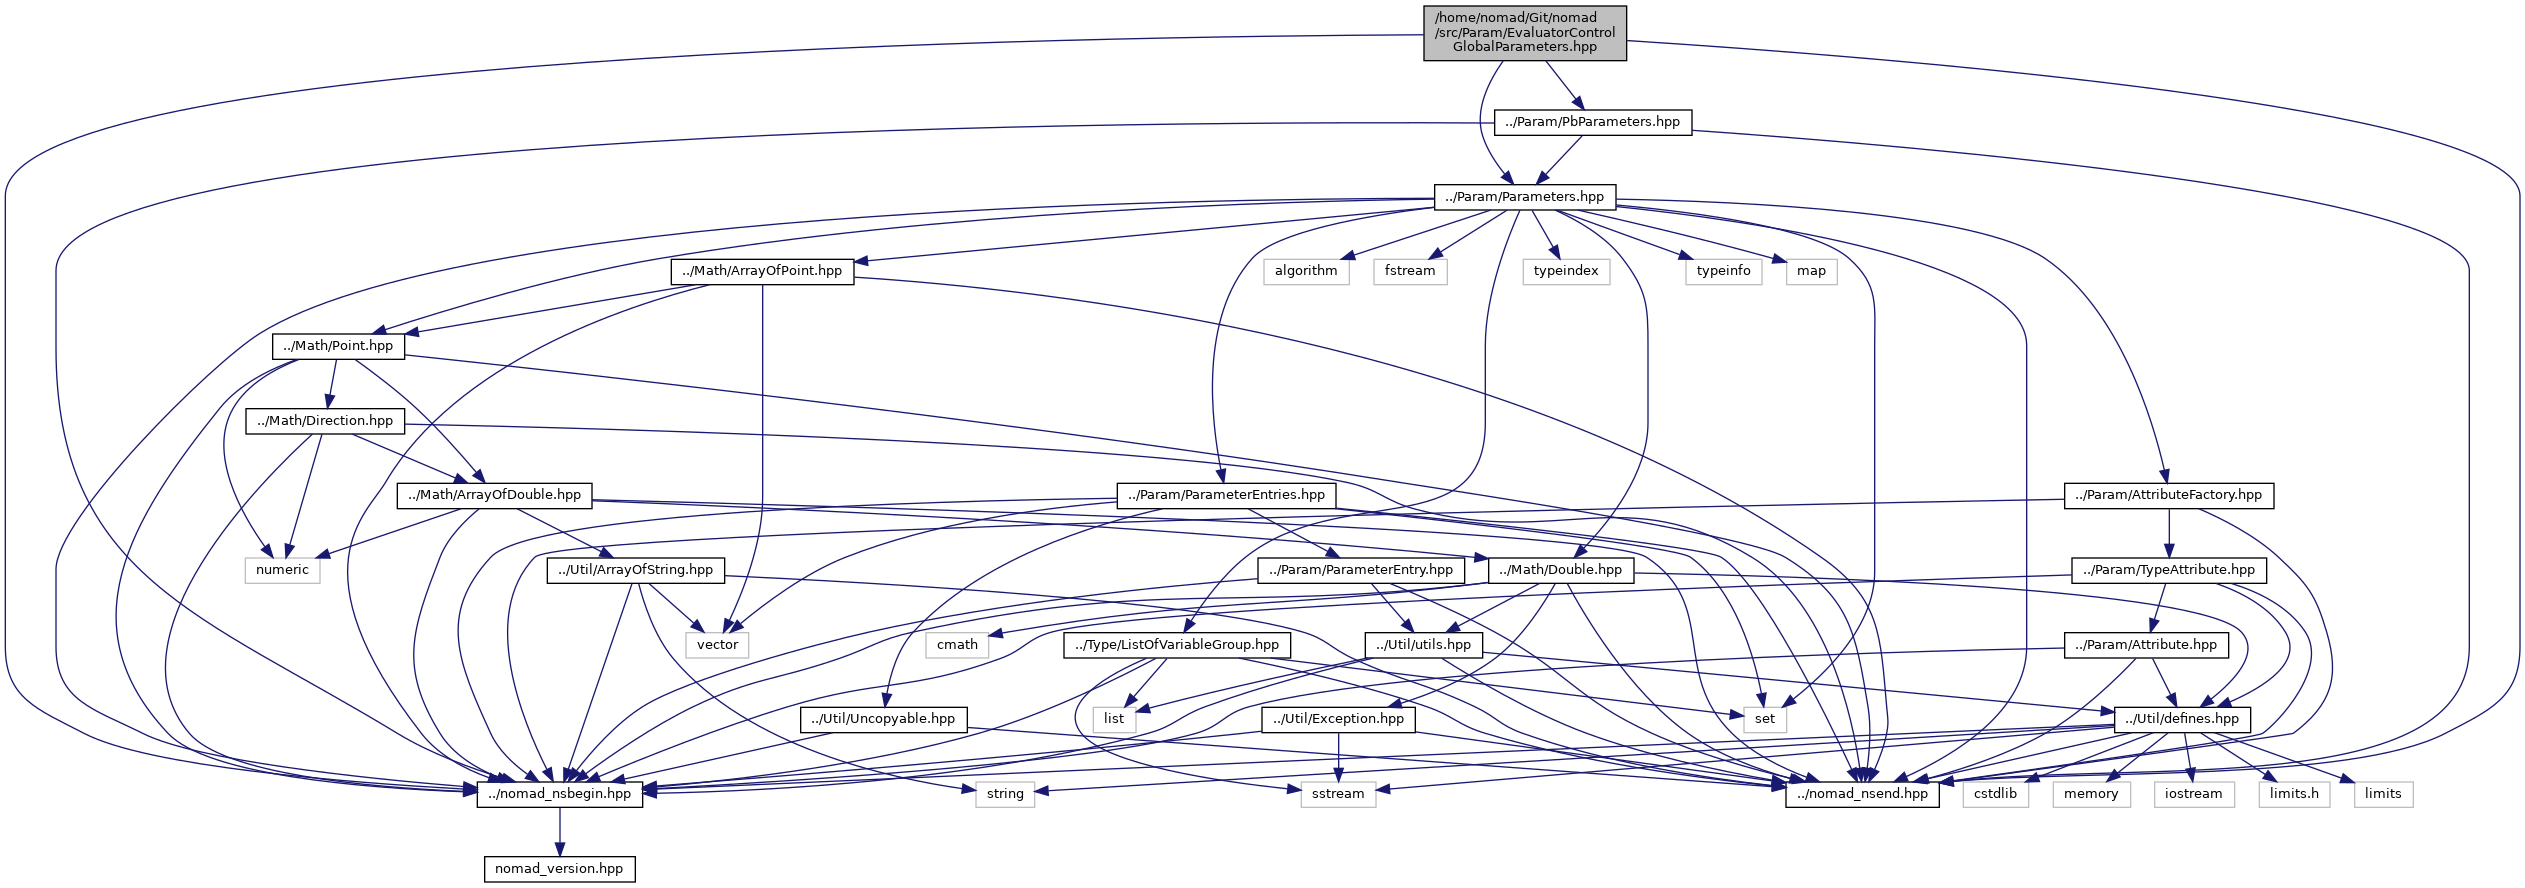 /home/nomad/Git/nomad
/src/Param/EvaluatorControl
GlobalParameters.hpp
../Param/PbParameters.hpp
../Param/Parameters.hpp
../Math/ArrayOfPoint.hpp
algorithm
fstream
typeindex
typeinfo
map
../Math/Point.hpp
../Math/Direction.hpp
../Math/ArrayOfDouble.hpp
../Param/ParameterEntries.hpp
../Param/AttributeFactory.hpp
numeric
../Util/ArrayOfString.hpp
../Param/ParameterEntry.hpp
../Math/Double.hpp
../Param/TypeAttribute.hpp
vector
cmath
../Type/ListOfVariableGroup.hpp
../Util/utils.hpp
../Param/Attribute.hpp
../Util/Uncopyable.hpp
list
../Util/Exception.hpp
set
../Util/defines.hpp
../nomad_nsbegin.hpp
string
sstream
../nomad_nsend.hpp
cstdlib
memory
iostream
limits.h
limits
nomad_version.hpp